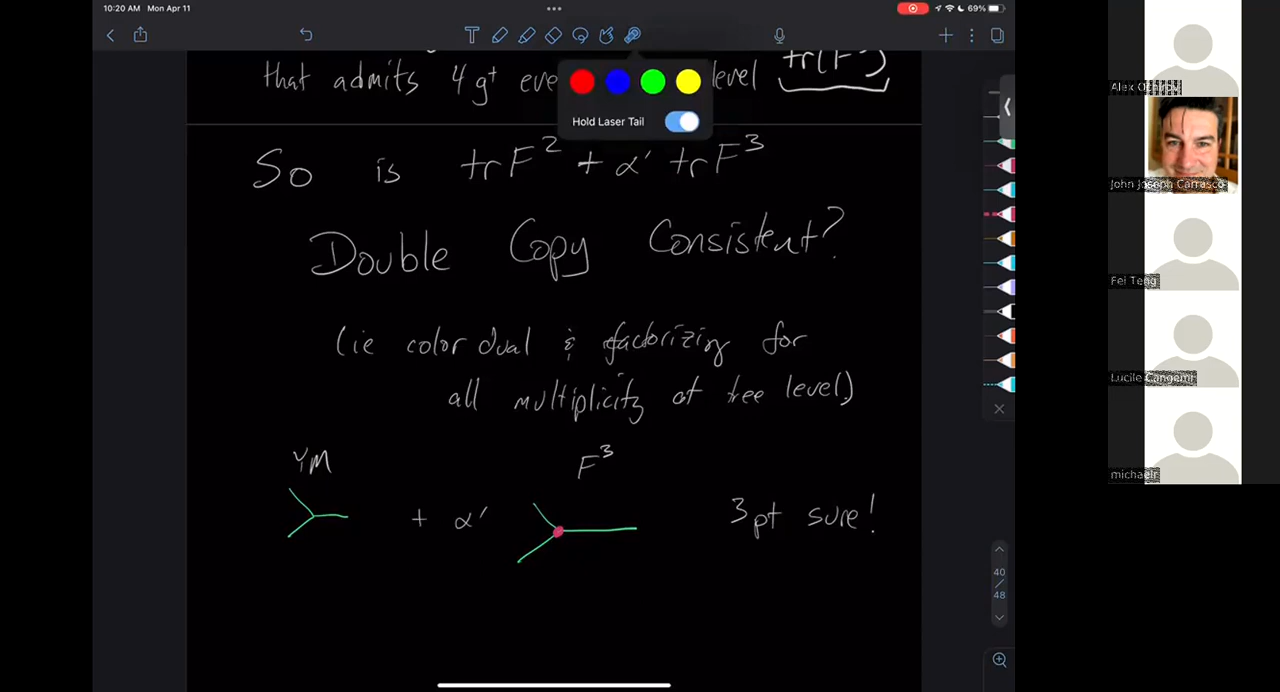 10:20 AM Mon Apr 11
69%
that admits 4 g+ eve level tr(F³)
Hold Laser Tail
So is trF² + α' trF³
Double Copy Consistent?
(ie color dual & factorizing for
all multiplicity at tree level)
YM
F³
+ α'
3pt sure!
40
/
48
Alex
John Joseph Carrasco
Fei Teng
Lucile Cangemi
michaelr